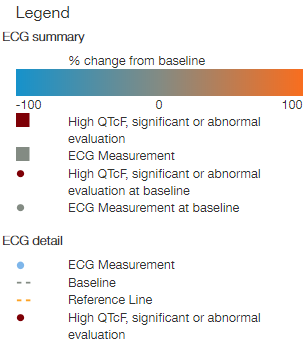 Legend
ECG summary
% change from baseline
-100 0 100
High QTcF, significant or abnormal
evaluation
ECG Measurement
High QTcF, significant or abnormal
evaluation at baseline
ECG Measurement at baseline
ECG detail
ECG Measurement
Baseline
Reference Line
High QTcF, significant or abnormal
evaluation